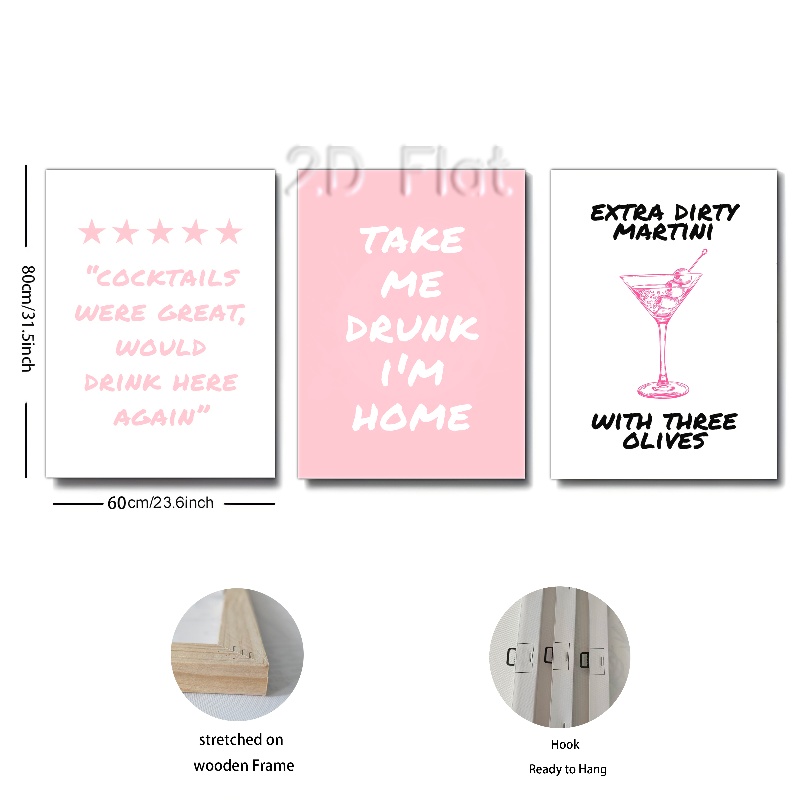 2D Flat
80cm/31.5inch
"COCKTAILS
WERE GREAT,
WOULD
DRINK HERE
AGAIN"
TAKE
ME
DRUNK
I'M
HOME
EXTRA DIRTY
MARTINI
WITH THREE
OLIVES
60cm/23.6inch
stretched on
wooden Frame
Hook
Ready to Hang